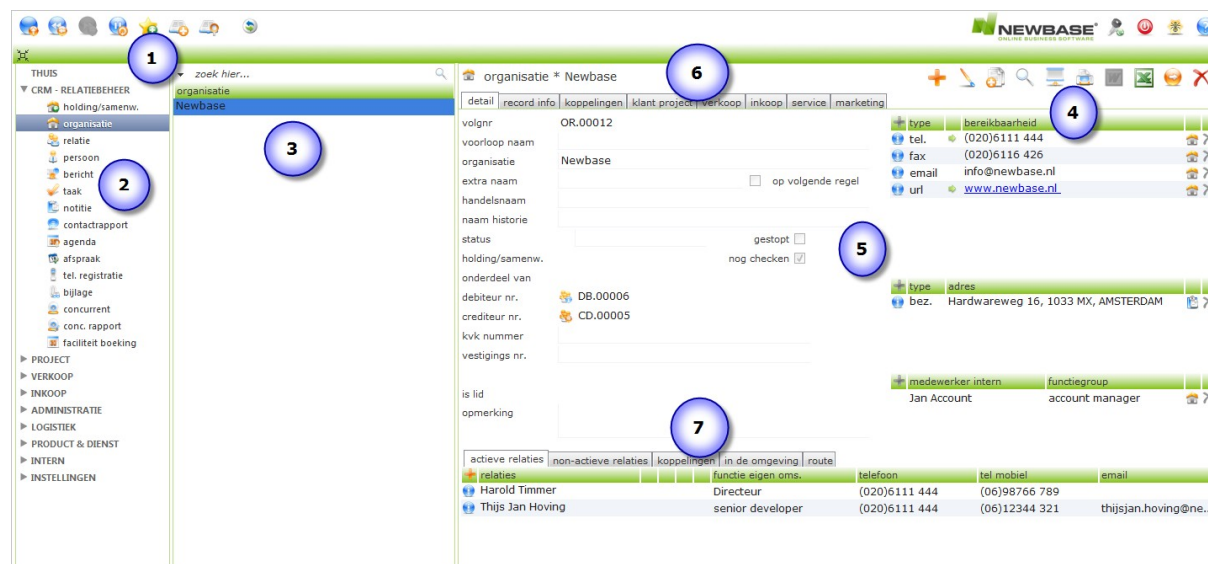 NEWBASE
ONLINE BUSINESS SOFTWARE
1
THUIS
CRM - RELATIEBEHEER
holding/samenw.
organisatie
relatie
persoon
bericht
taak
notitie
contactrapport
agenda
afspraak
tel. registratie
bijlage
concurrent
conc. rapport
faciliteit boeking
PROJECT
VERKOOP
INKOOP
ADMINISTRATIE
LOGISTIEK
PRODUCT & DIENST
INTERN
INSTELLINGEN
2
zoek hier...
organisatie
Newbase
3
organisatie * Newbase
6
4
detail record info koppelingen klant project verkoop inkoop service marketing
volgnr OR.00012
voorloop naam
organisatie Newbase
extra naam op volgende regel
handelsnaam
naam historie
status gestopt
holding/samenw. nog checken
onderdeel van
debiteur nr. DB.00006
crediteur nr. CD.00005
kvk nummer
vestigings nr.
is lid
opmerking
5
type bereikbaarheid
tel. (020)6111 444
fax (020)6116 426
email info@newbase.nl
url www.newbase.nl
type adres
bez. Hardwareweg 16, 1033 MX, AMSTERDAM
medewerker intern functiegroup
Jan Account account manager
7
actieve relaties non-actieve relaties koppelingen in de omgeving route
relaties functie eigen oms. telefoon tel mobiel email
Harold Timmer Directeur (020)6111 444 (06)98766 789
Thijs Jan Hoving senior developer (020)6111 444 (06)12344 321 thijsjan.hoving@ne..